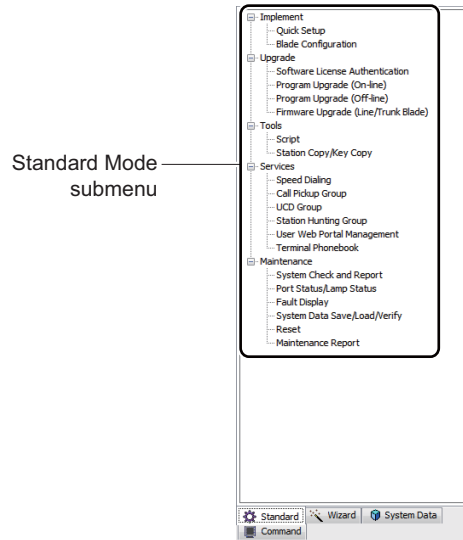 Implement
Quick Setup
Blade Configuration
Upgrade
Software License Authentication
Program Upgrade (On-line)
Program Upgrade (Off-line)
Firmware Upgrade (Line/Trunk Blade)
Tools
Script
Station Copy/Key Copy
Services
Speed Dialing
Call Pickup Group
UCD Group
Station Hunting Group
User Web Portal Management
Terminal Phonebook
Maintenance
System Check and Report
Port Status/Lamp Status
Fault Display
System Data Save/Load/Verify
Reset
Maintenance Report
Standard Mode
submenu
Standard Wizard System Data
Command